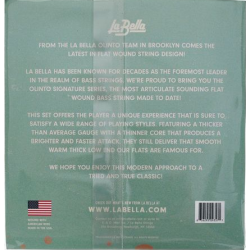 La Bella
FROM THE LA BELLA QUINTO TEAM IN BROOKLYN COMES
THE LATEST IN FLAT WOUND STRING DESIGN!
LA BELLA HAS BEEN KNOWN FOR DECADES AS THE FOREMOST LEADER
IN THE REALM OF BASS STRINGS. WE'RE PROUD TO BRING YOU THE
QUINTO SIGNATURE SERIES, THE MOST ARTICULATE SOUNDING FLAT
WOUND BASS STRING MADE TO DATE!
THIS SET OFFERS THE PLAYER A UNIQUE EXPERIENCE THAT IS SURE TO
SATISFY A WIDE RANGE OF PLAYING STYLES. FEATURING A THICKER
THAN AVERAGE GAUGE WITH A THINNER CORE THAT PRODUCES A
BRIGHTER AND FASTER ATTACK. THEY STILL DELIVER THAT SMOOTH
WARM THICK LOW END OUR FLATS ARE FAMOUS FOR.
WE HOPE YOU ENJOY THIS MODERN APPROACH TO A
TRIED AND TRUE CLASSIC!
WWW.LABELLA.COM